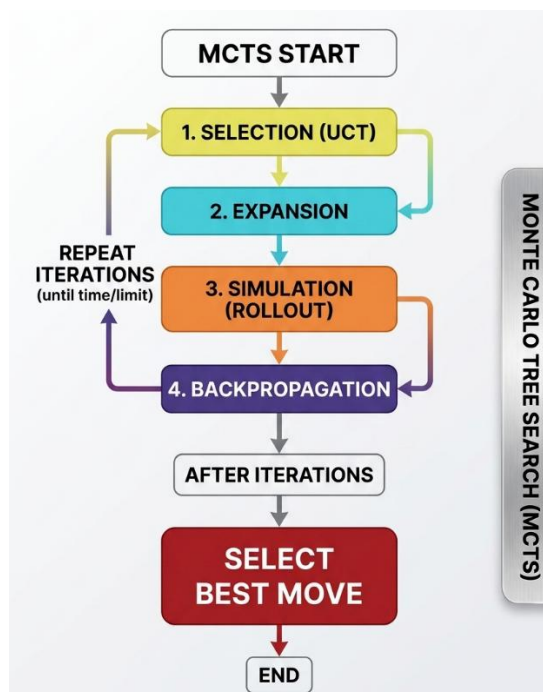 MCTS START
1. SELECTION (UCT)
2. EXPANSION
REPEAT
ITERATIONS
(until time/limit)
3. SIMULATION
(ROLLOUT)
4. BACKPROPAGATION
AFTER ITERATIONS
SELECT
BEST MOVE
END
MONTE CARLO TREE SEARCH (MCTS)